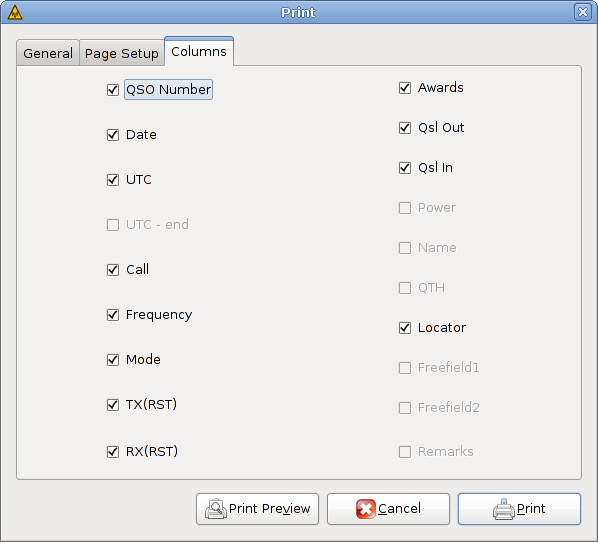 Print
General Page Setup Columns
QSO Number
Date
UTC
UTC - end
Call
Frequency
Mode
TX(RST)
RX(RST)
Awards
Qsl Out
Qsl In
Power
Name
QTH
Locator
Freefield1
Freefield2
Remarks
Print Preview Cancel Print